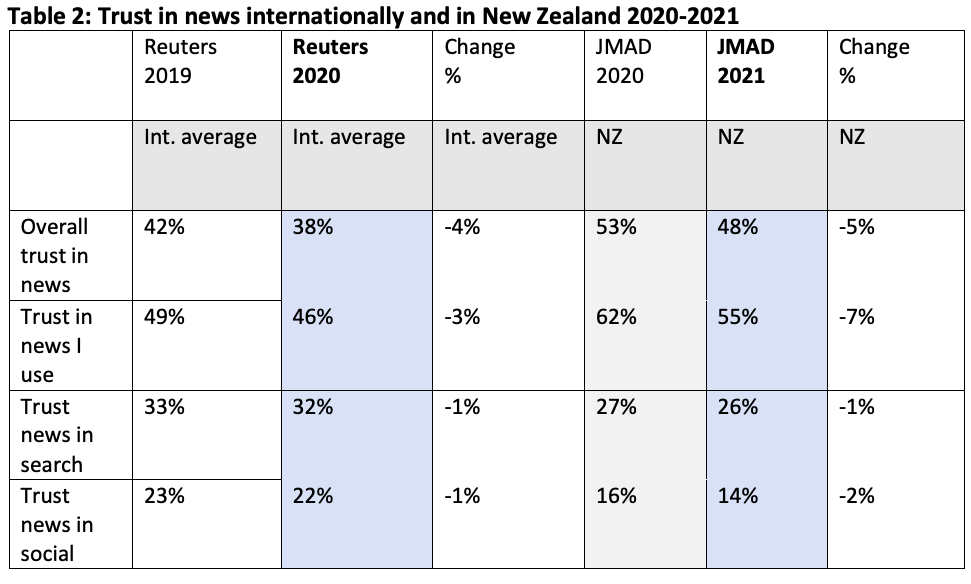 Table 2: Trust in news internationally and in New Zealand 2020-2021
Reuters 2019 Reuters 2020 Change % JMAD 2020 JMAD 2021 Change %
Int. average Int. average Int. average NZ NZ NZ
Overall trust in news 42% 38% -4% 53% 48% -5%
Trust in news I use 49% 46% -3% 62% 55% -7%
Trust news in search 33% 32% -1% 27% 26% -1%
Trust news in social 23% 22% -1% 16% 14% -2%